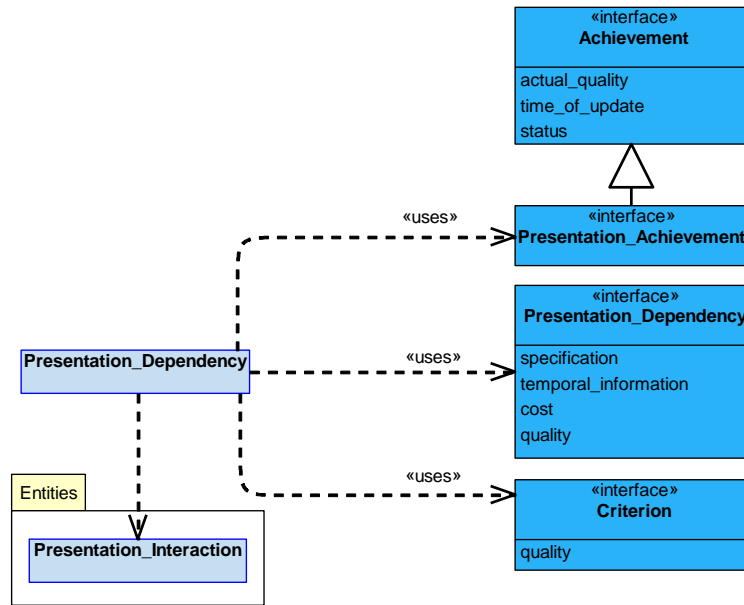 «interface»
Achievement
actual_quality
time_of_update
status
«uses»
«interface»
Presentation_Achievement
«interface»
Presentation_Dependency
specification
temporal_information
cost
quality
Presentation_Dependency
«uses»
«uses»
«interface»
Criterion
quality
Entities
Presentation_Interaction